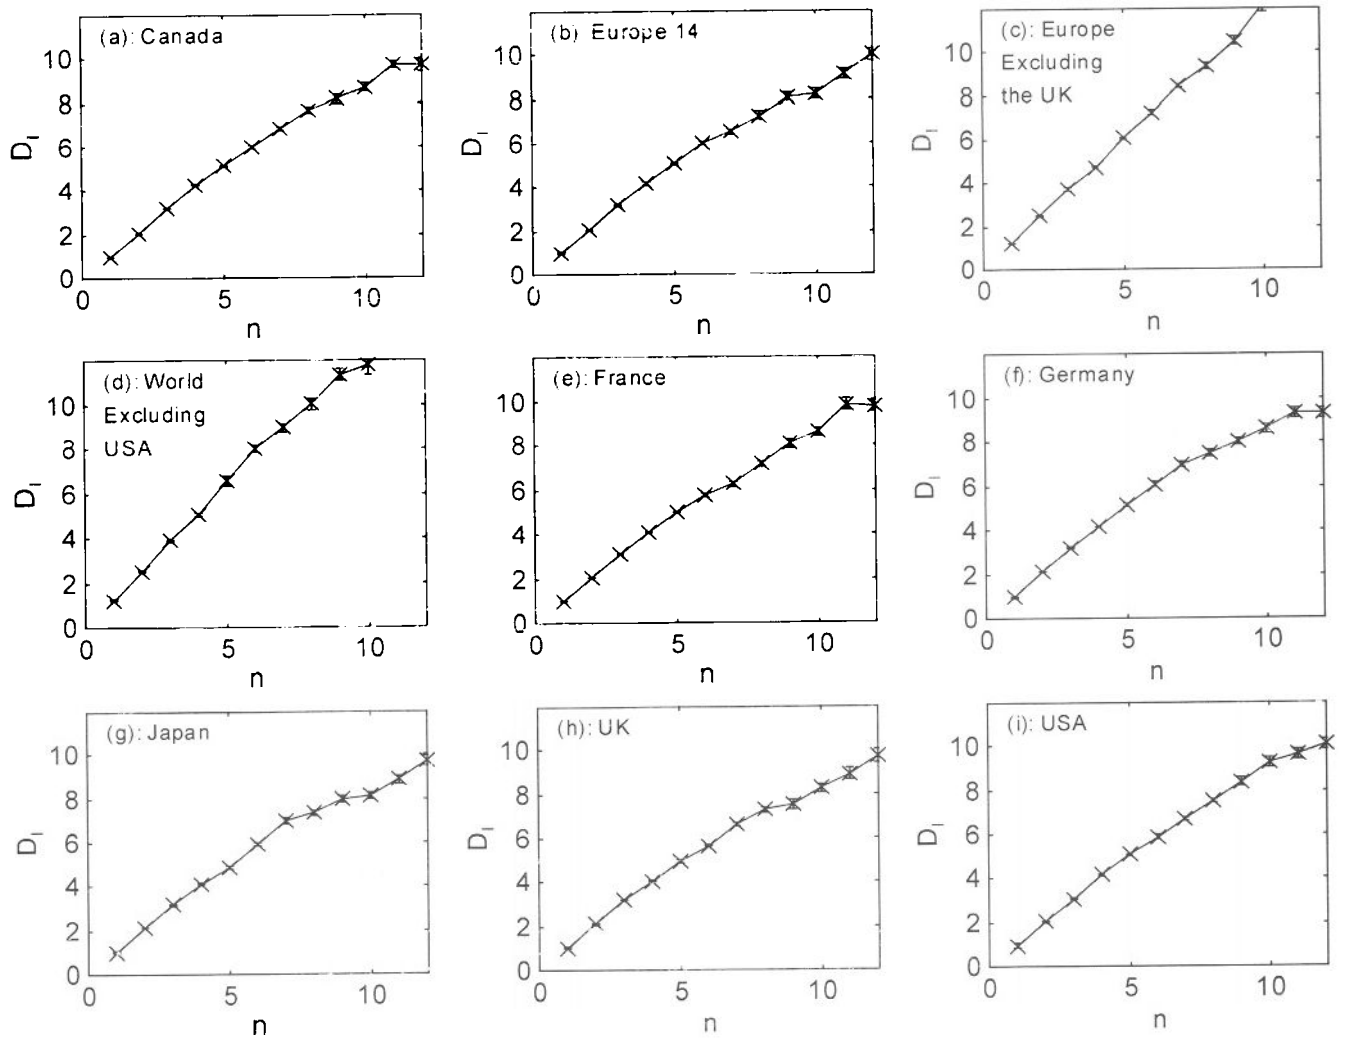 (a): Canada
10
8
6
4
2
0
D_I
0 5 10
n
(b) Europe 14
10
8
6
4
2
0
D_I
0 5 10
n
(c): Europe
Excluding
the UK
10
8
6
4
2
0
D_I
0 5 10
n
(d): World
Excluding
USA
10
8
6
4
2
0
D_I
0 5 10
n
(e): France
10
8
6
4
2
0
D_I
0 5 10
n
(f): Germany
10
8
6
4
2
0
D_I
0 5 10
n
(g): Japan
10
8
6
4
2
0
D_I
0 5 10
n
(h): UK
10
8
6
4
2
0
D_I
0 5 10
n
(i): USA
10
8
6
4
2
0
D_I
0 5 10
n